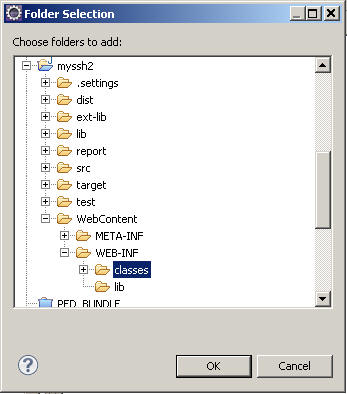 Folder Selection
Choose folders to add:
myssh2
.settings
dist
ext-lib
lib
report
src
target
test
WebContent
META-INF
WEB-INF
classes
lib
PED_BUNDLE
OK
Cancel